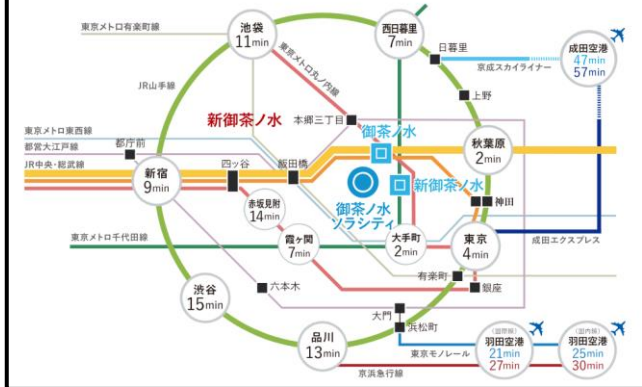 東京メトロ有楽町線
池袋
11min
西日暮里
7min
日暮里
京成スカイライナー
成田空港
47min
57min
東京メトロ丸ノ内線
JR山手線
上野
新御茶ノ水
本郷三丁目
御茶ノ水
秋葉原
2min
東京メトロ東西線
都営大江戸線
都庁前
JR中央・総武線
新宿
9min
四ッ谷
飯田橋
新御茶ノ水
御茶ノ水
ソラシティ
神田
赤坂見附
14min
東京メトロ千代田線
霞ヶ関
7min
大手町
2min
東京
4min
成田エクスプレス
有楽町
銀座
六本木
渋谷
15min
大門
浜松町
品川
13min
東京モノレール
京浜急行線
(国際線)
羽田空港
21min
27min
(国内線)
羽田空港
25min
30min